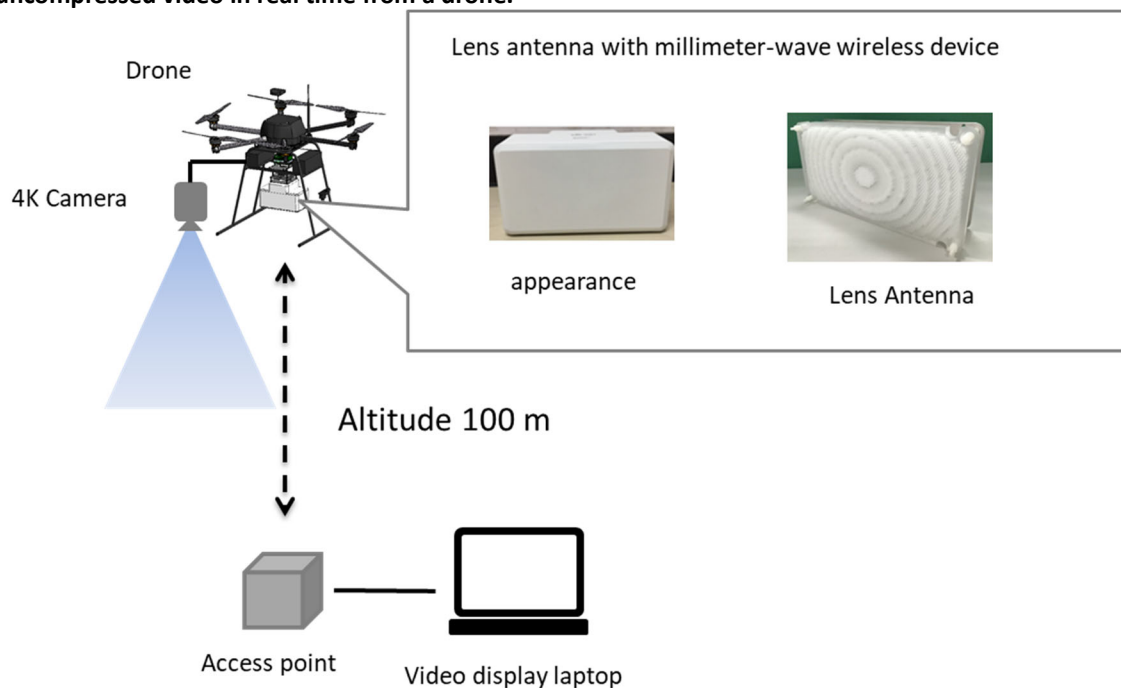 uncompressed video in real time from a drone.
Lens antenna with millimeter-wave wireless device
Drone
4K Camera
appearance
Lens Antenna
Altitude 100 m
Access point
Video display laptop